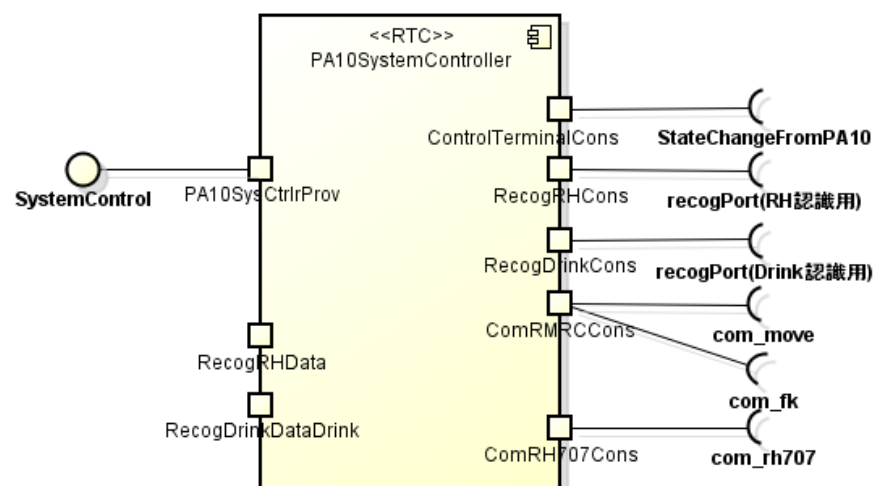 <<RTC>>
PA10SystemController
ControlTerminalCons
StateChangeFromPA10
SystemControl
PA10SysCtrlrProv
RecogRHCons
recogPort(RH認識用)
RecogDrinkCons
recogPort(Drink認識用)
ComRMRCCons
com_move
RecogRHData
com_fk
RecogDrinkDataDrink
ComRH707Cons
com_rh707